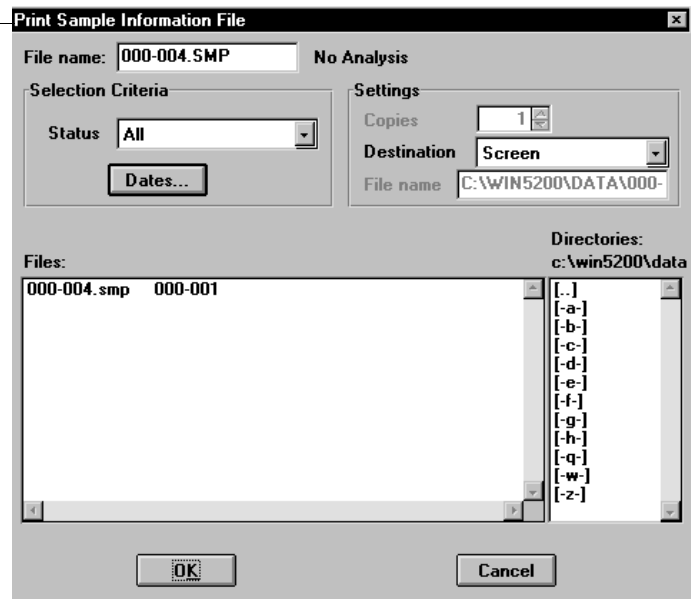 Print Sample Information File
File name: 000-004.SMP No Analysis
Selection Criteria
Status All
Dates...
Settings
Copies 1
Destination Screen
File name C:\WIN5200\DATA\000-
Files:
000-004.smp 000-001
Directories:
c:\win5200\data
[..]
[-a-]
[-b-]
[-c-]
[-d-]
[-e-]
[-f-]
[-g-]
[-h-]
[-q-]
[-w-]
[-z-]
OK
Cancel